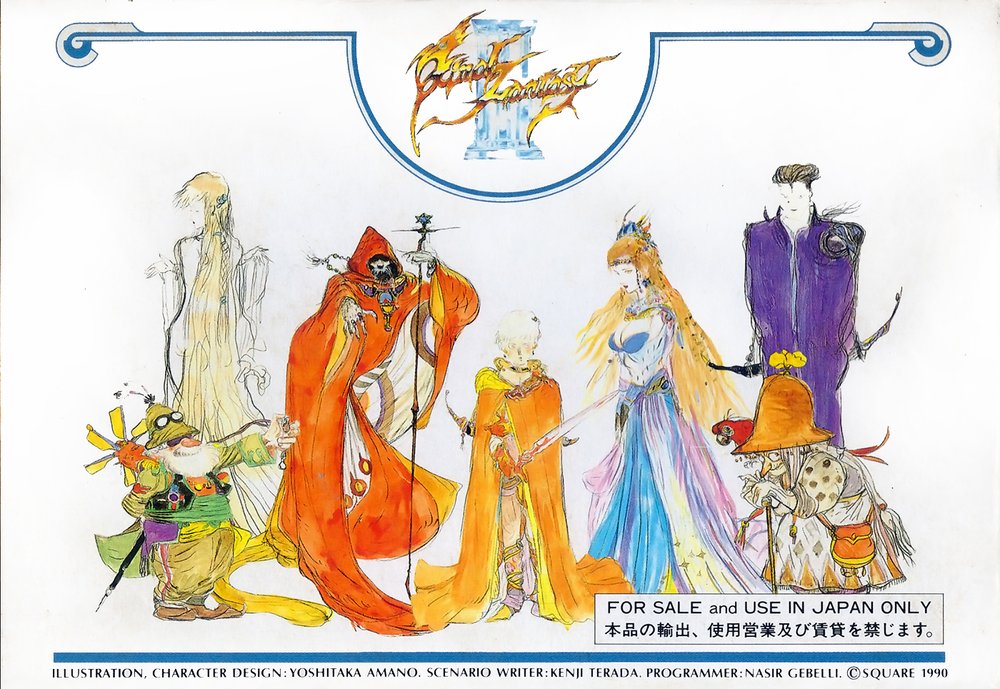 Final Fantasy
III
FOR SALE and USE IN JAPAN ONLY
本品の輸出、使用営業及び賃貸を禁じます。
ILLUSTRATION, CHARACTER DESIGN:YOSHITAKA AMANO. SCENARIO WRITER:KENJI TERADA. PROGRAMMER:NASIR GEBELLI. ©SQUARE 1990